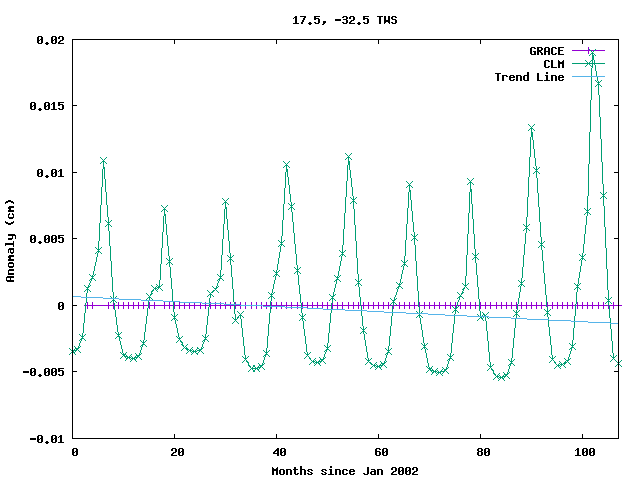 17.5, -32.5 TWS
GRACE
CLM
Trend Line
0.02
0.015
0.01
0.005
0
-0.005
-0.01
Anomaly (cm)
0 20 40 60 80 100
Months since Jan 2002